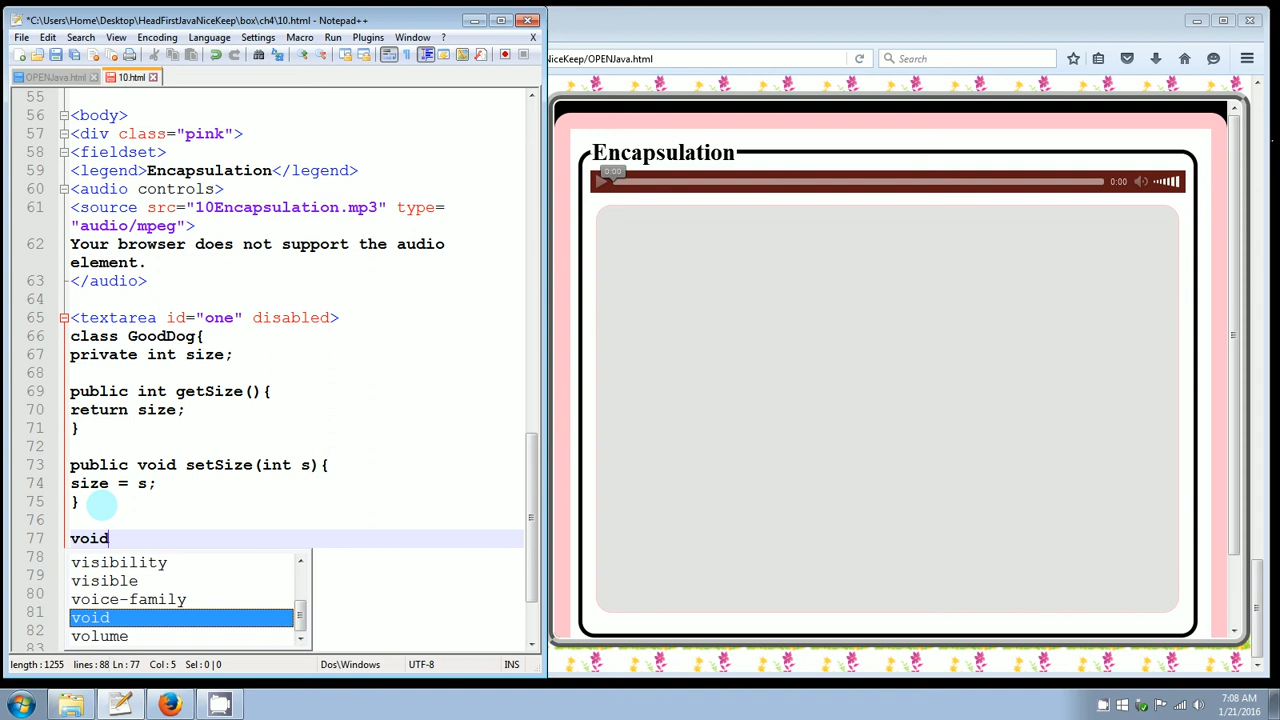 *C:\Users\Home\Desktop\HeadFirstJavaNiceKeep\box\ch4\10.html - Notepad++
File Edit Search View Encoding Language Settings Macro Run Plugins Window ? X
OPENJava.html 10.html
55
56 <body>
57 <div class="pink">
58 <fieldset>
59 <legend>Encapsulation</legend>
60 <audio controls>
61 <source src="10Encapsulation.mp3" type=
"audio/mpeg">
62 Your browser does not support the audio
element.
63 </audio>
64
65 <textarea id="one" disabled>
66 class GoodDog{
67 private int size;
68
69 public int getSize(){
70 return size;
71 }
72
73 public void setSize(int s){
74 size = s;
75 }
76
77 void
78 visibility
79 visible
80 voice-family
81 void
82 volume
83
length : 1255 lines : 88 Ln : 77 Col : 5 Sel : 0 | 0 Dos\Windows UTF-8 INS
NiceKeep/OPENJava.html
Search
Encapsulation
0:00
0:00
7:08 AM
1/21/2016